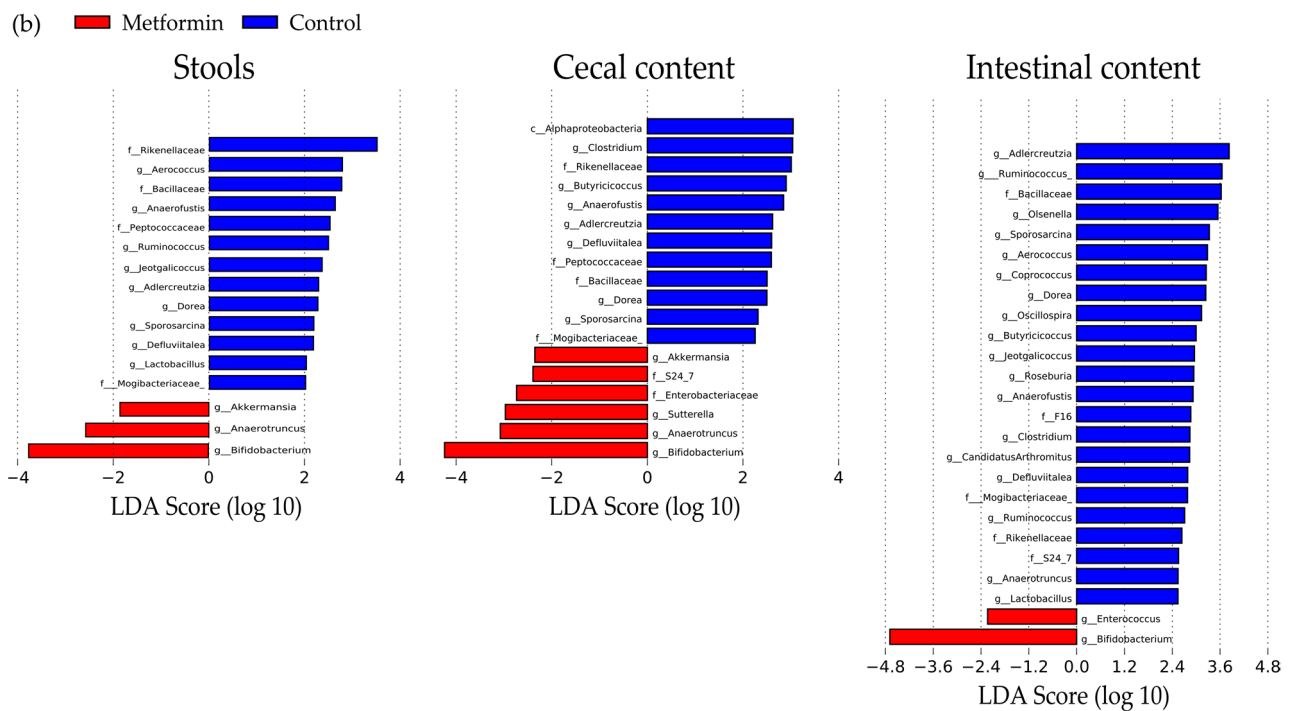 (b) Metformin Control
Stools
f__Rikenellaceae
g__Aerococcus
f__Bacillaceae
g__Anaerofustis
f__Peptococcaceae
g__Ruminococcus
g__Jeotgalicoccus
g__Adlercreutzia
g__Dorea
g__Sporosarcina
g__Defluviitalea
g__Lactobacillus
f___Mogibacteriaceae_
g__Akkermansia
g__Anaerotruncus
g__Bifidobacterium
−4 −2 0 2 4
LDA Score (log 10)
Cecal content
c__Alphaproteobacteria
g__Clostridium
f__Rikenellaceae
g__Butyricicoccus
g__Anaerofustis
g__Adlercreutzia
g__Defluviitalea
f__Peptococcaceae
f__Bacillaceae
g__Dorea
g__Sporosarcina
f___Mogibacteriaceae_
g__Akkermansia
f__S24_7
f__Enterobacteriaceae
g__Sutterella
g__Anaerotruncus
g__Bifidobacterium
−4 −2 0 2 4
LDA Score (log 10)
Intestinal content
g__Adlercreutzia
g___Ruminococcus_
f__Bacillaceae
g__Olsenella
g__Sporosarcina
g__Aerococcus
g__Coprococcus
g__Dorea
g__Oscillospira
g__Butyricicoccus
g__Jeotgalicoccus
g__Roseburia
g__Anaerofustis
f__F16
g__Clostridium
g__CandidatusArthromitus
g__Defluviitalea
f___Mogibacteriaceae_
g__Ruminococcus
f__Rikenellaceae
f__S24_7
g__Anaerotruncus
g__Lactobacillus
g__Enterococcus
g__Bifidobacterium
−4.8 −3.6 −2.4 −1.2 0.0 1.2 2.4 3.6 4.8
LDA Score (log 10)